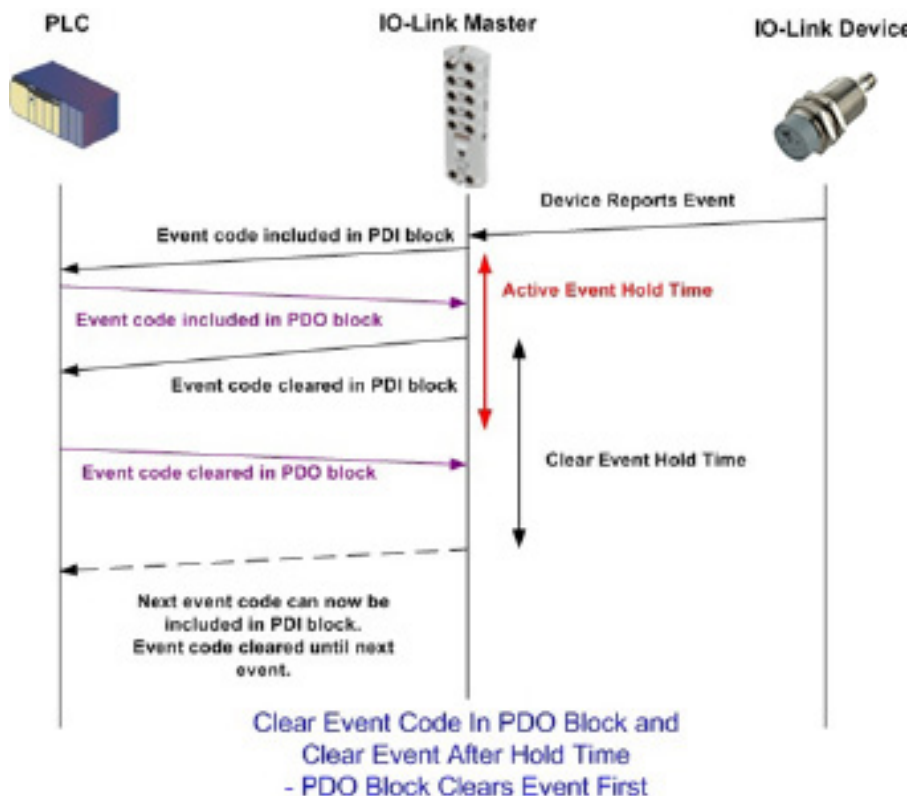 PLC
IO-Link Master
IO-Link Device
Device Reports Event
Event code included in PDI block
Active Event Hold Time
Event code included in PDO block
Event code cleared in PDI block
Clear Event Hold Time
Event code cleared in PDO block
Next event code can now be
included in PDI block.
Event code cleared until next
event.
Clear Event Code In PDO Block and
Clear Event After Hold Time
- PDO Block Clears Event First